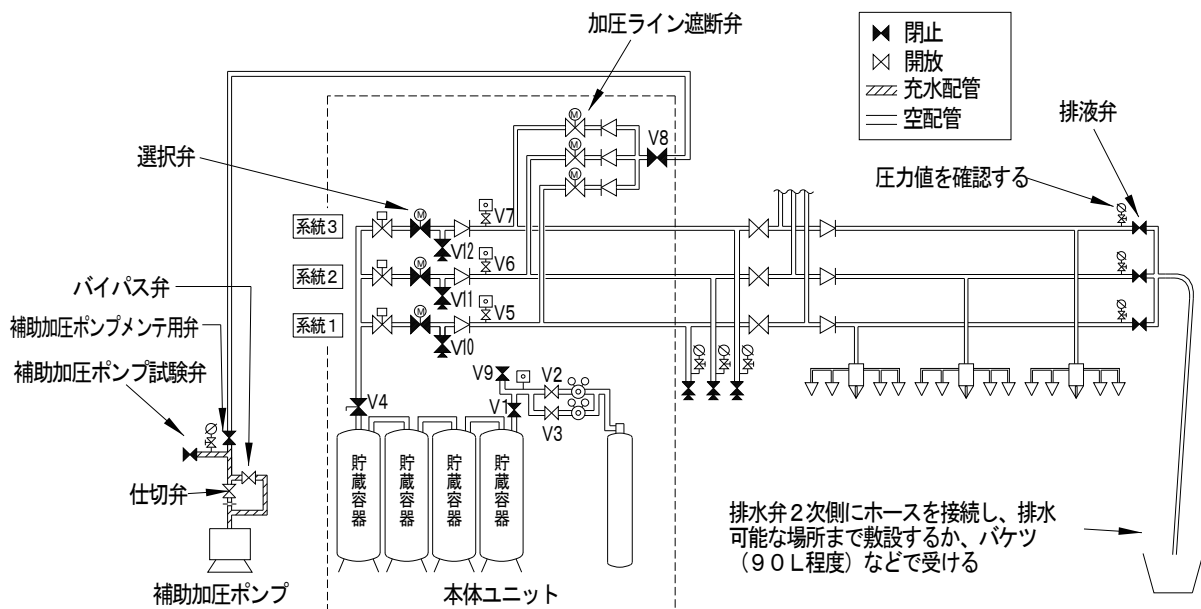 加圧ライン遮断弁
閉止
開放
充水配管
空配管
排液弁
圧力値を確認する
選択弁
M
M
M
V8
系統3
M
V7
V12
系統2
M
V6
V11
系統1
M
V5
V10
バイパス弁
補助加圧ポンプメンテ用弁
補助加圧ポンプ試験弁
仕切弁
補助加圧ポンプ
V4
V9
V2
V1
V3
貯蔵容器
貯蔵容器
貯蔵容器
貯蔵容器
本体ユニット
排水弁2次側にホースを接続し、排水
可能な場所まで敷設するか、バケツ
（90L程度）などで受ける